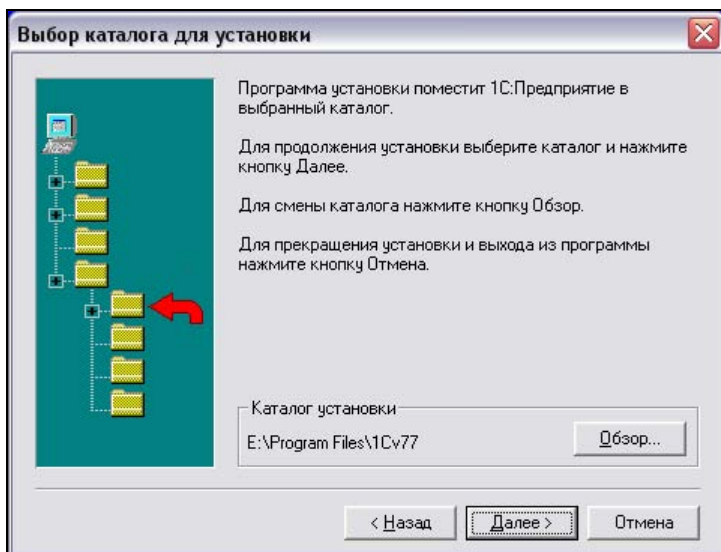 Выбор каталога для установки
Программа установки поместит 1С:Предприятие в
выбранный каталог.
Для продолжения установки выберите каталог и нажмите
кнопку Далее.
Для смены каталога нажмите кнопку Обзор.
Для прекращения установки и выхода из программы
нажмите кнопку Отмена.
Каталог установки
E:\Program Files\1Cv77
Обзор...
< Назад
Далее >
Отмена